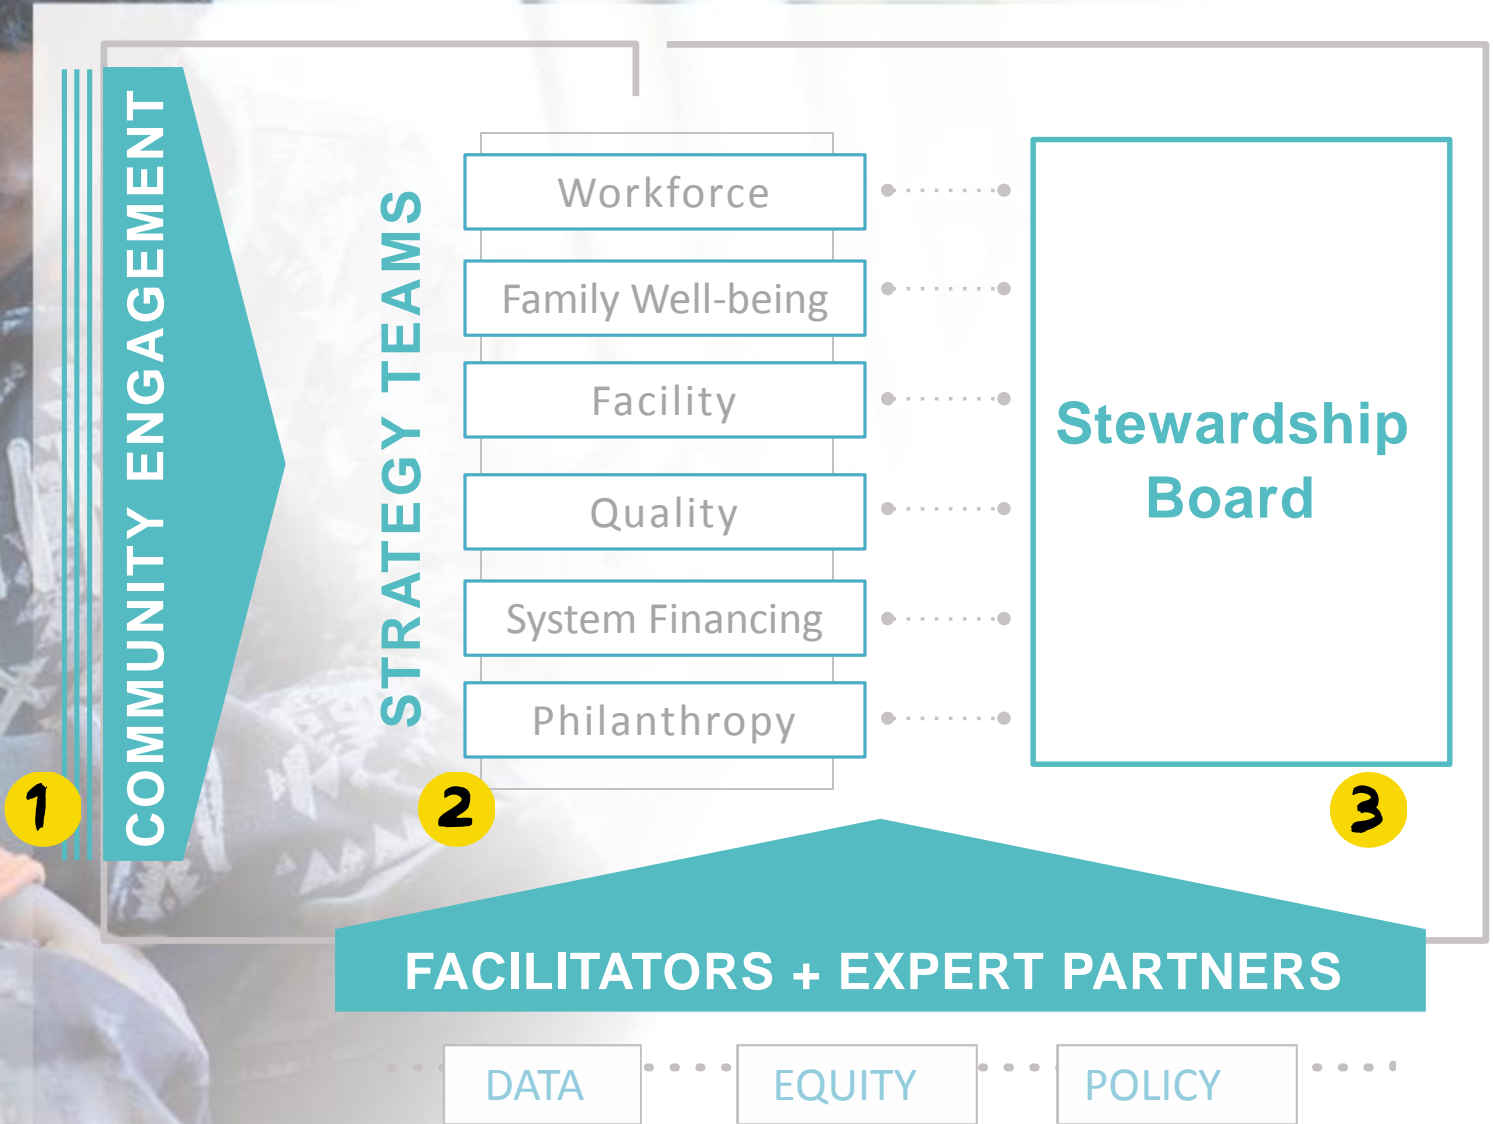 COMMUNITY ENGAGEMENT
STRATEGY TEAMS
Workforce
Family Well-being
Facility
Quality
System Financing
Philanthropy
Stewardship
Board
1
2
3
FACILITATORS + EXPERT PARTNERS
DATA
EQUITY
POLICY